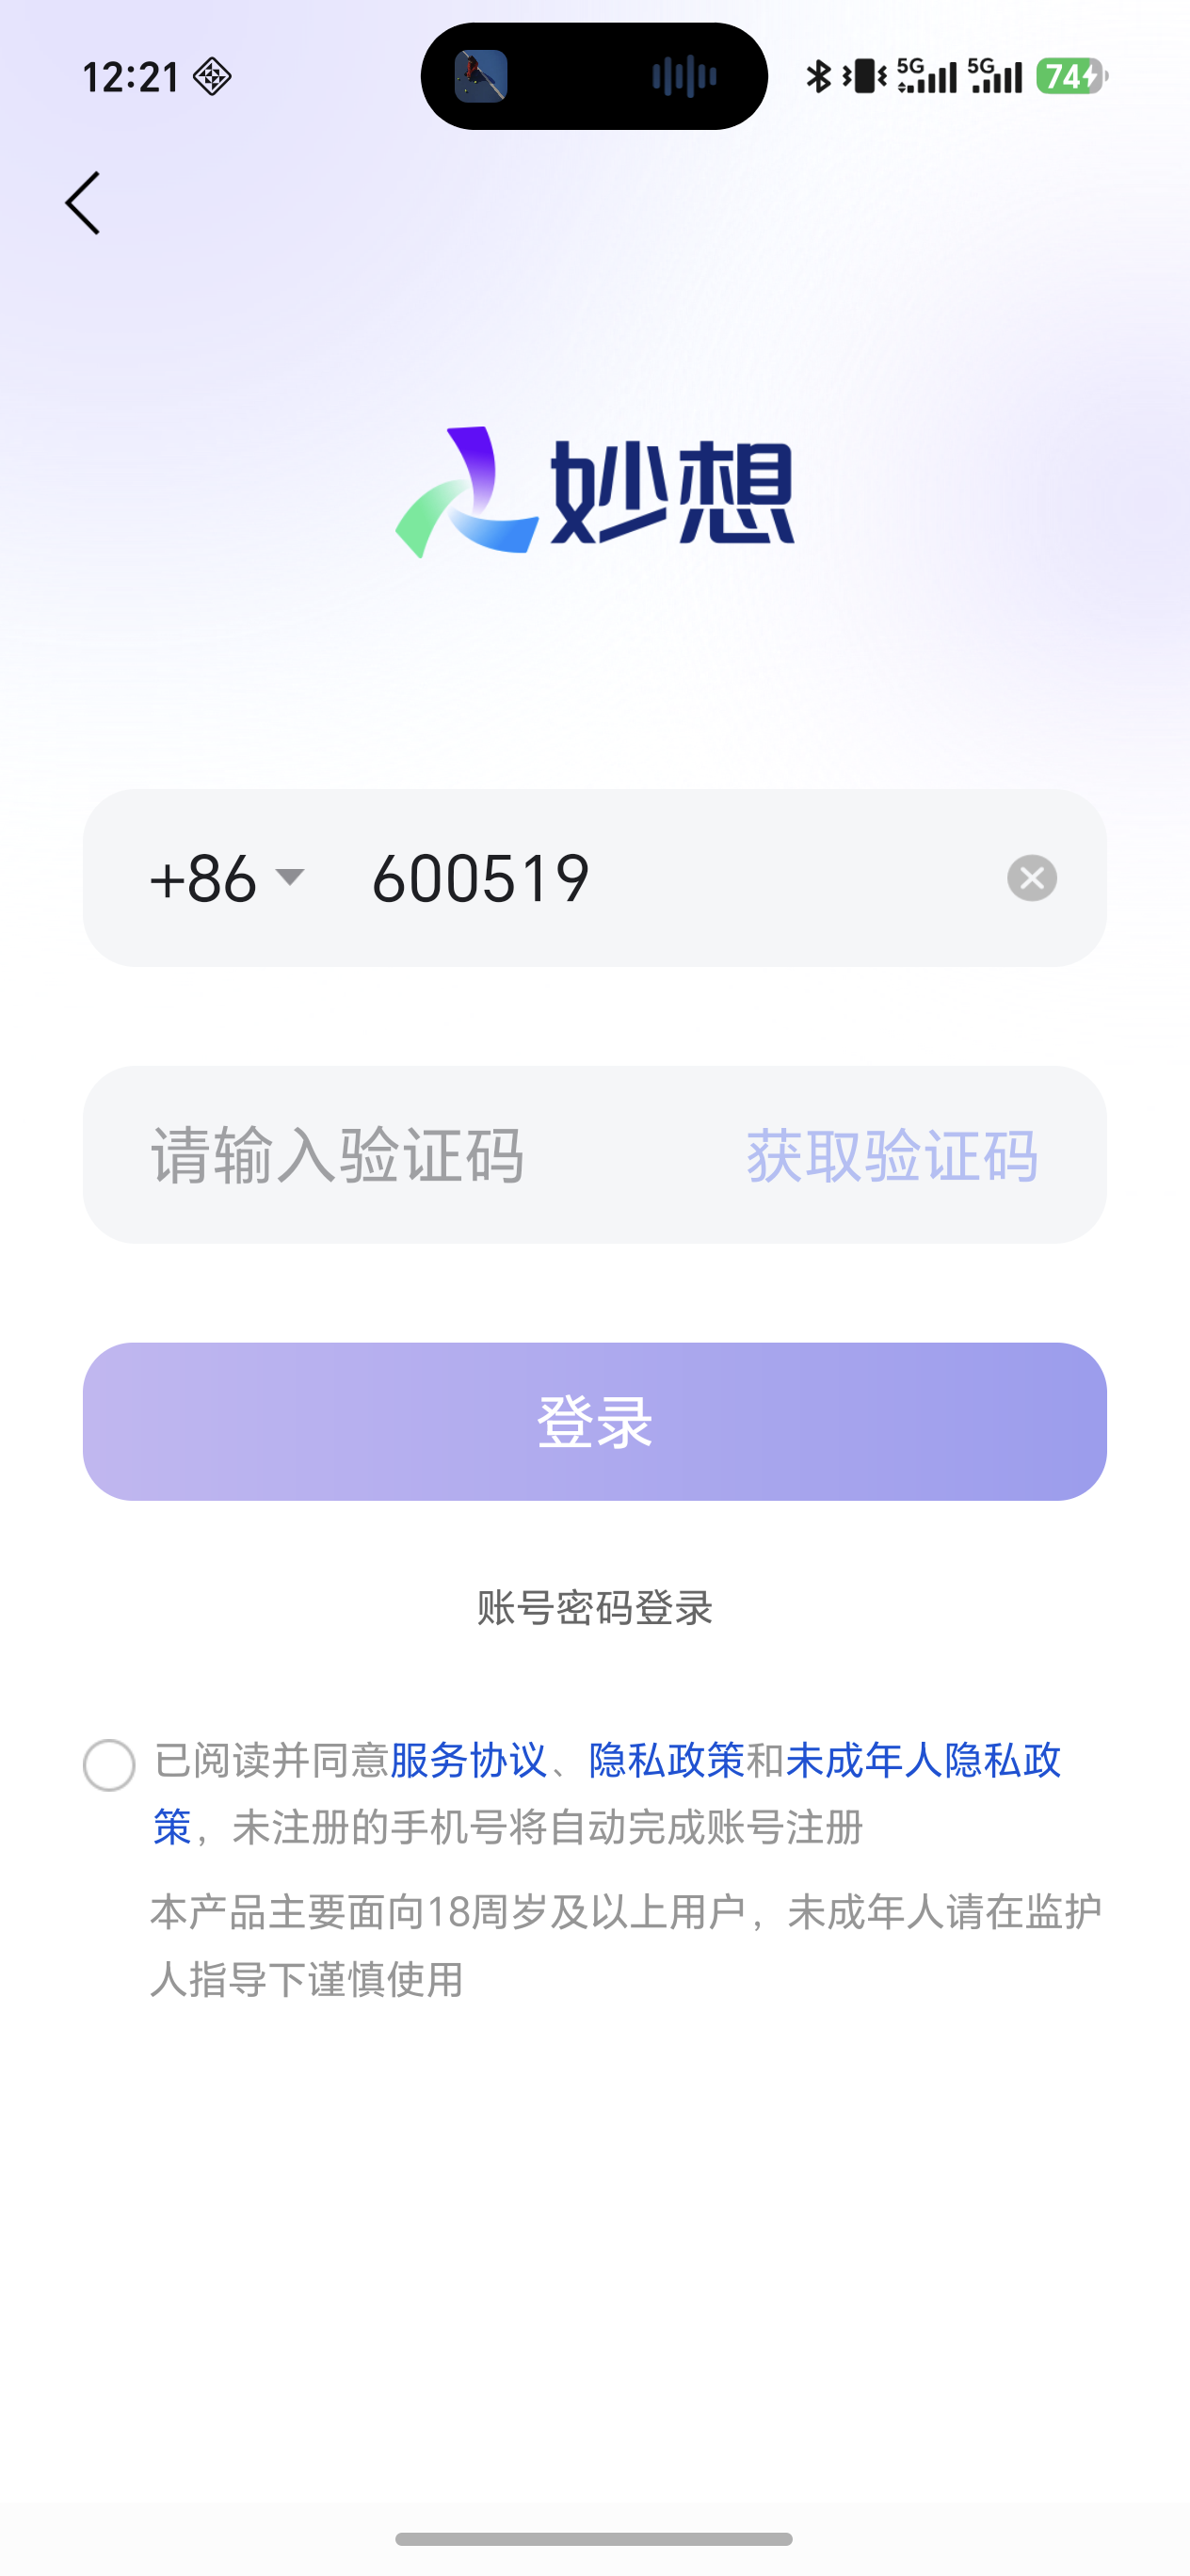 12:21
5G 5G 74
妙想
+86 600519
请输入验证码 获取验证码
登录
账号密码登录
已阅读并同意服务协议、隐私政策和未成年人隐私政
策，未注册的手机号将自动完成账号注册
本产品主要面向18周岁及以上用户，未成年人请在监护
人指导下谨慎使用